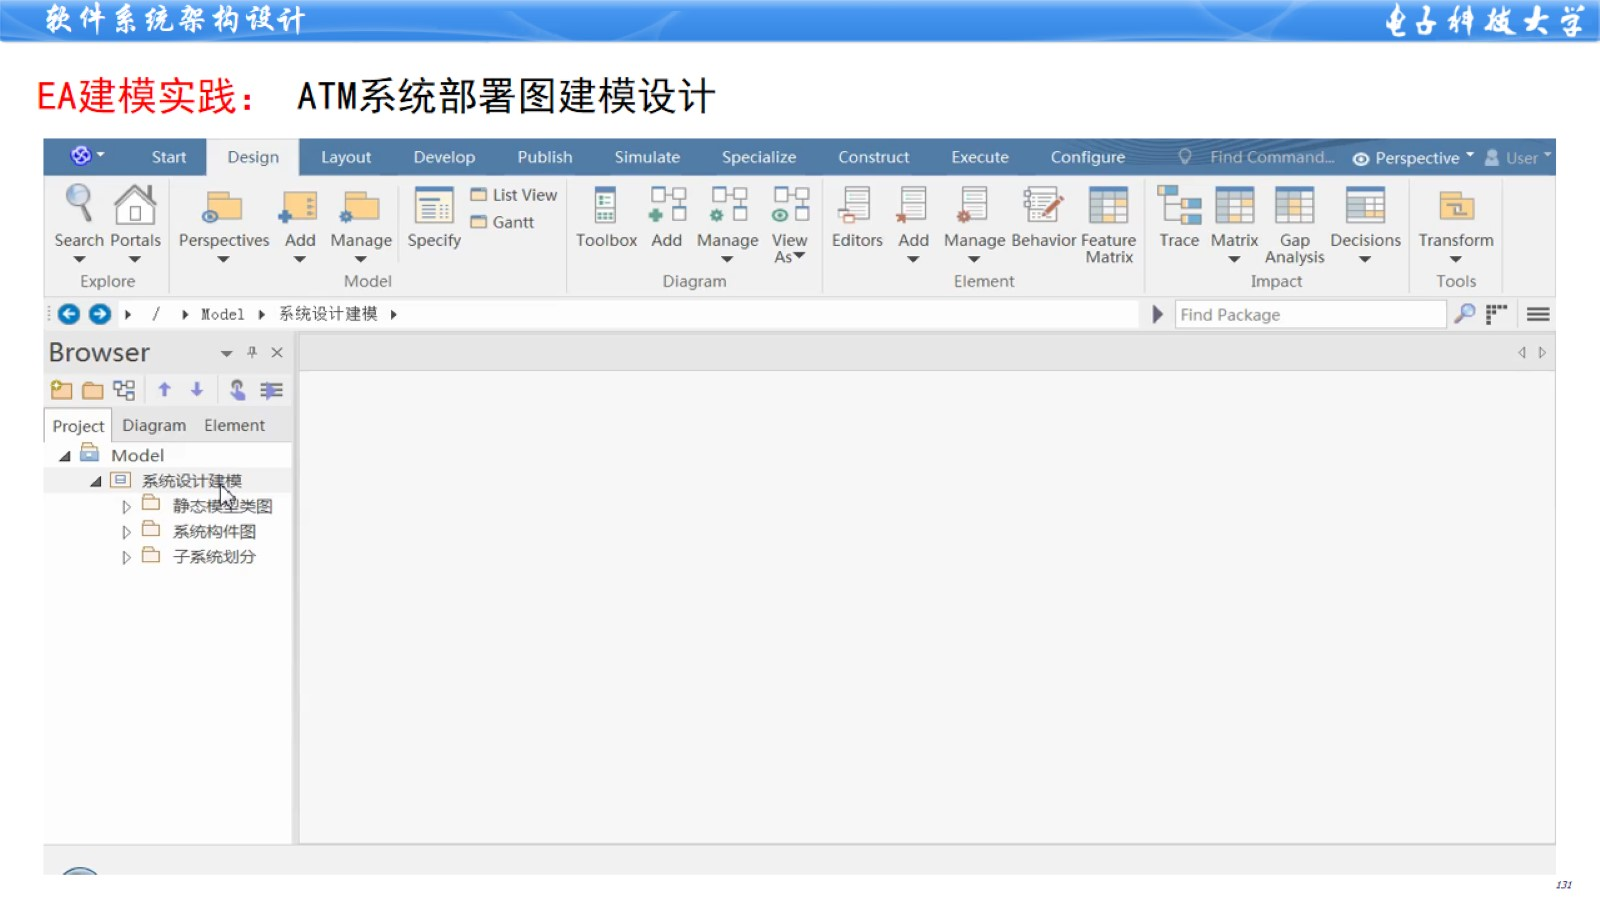 软件系统架构设计
电子科技大学
EA建模实践： ATM系统部署图建模设计
Start Design Layout Develop Publish Simulate Specialize Construct Execute Configure Find Command... Perspective User
Search Portals Perspectives Add Manage Specify List View Gantt Toolbox Add Manage View As Editors Add Manage Behavior Feature Matrix Trace Matrix Gap Analysis Decisions Transform
Explore Model Diagram Element Impact Tools
/ Model 系统设计建模 Find Package
Browser
Project Diagram Element
Model
系统设计建模
静态模型类图
系统构件图
子系统划分
131